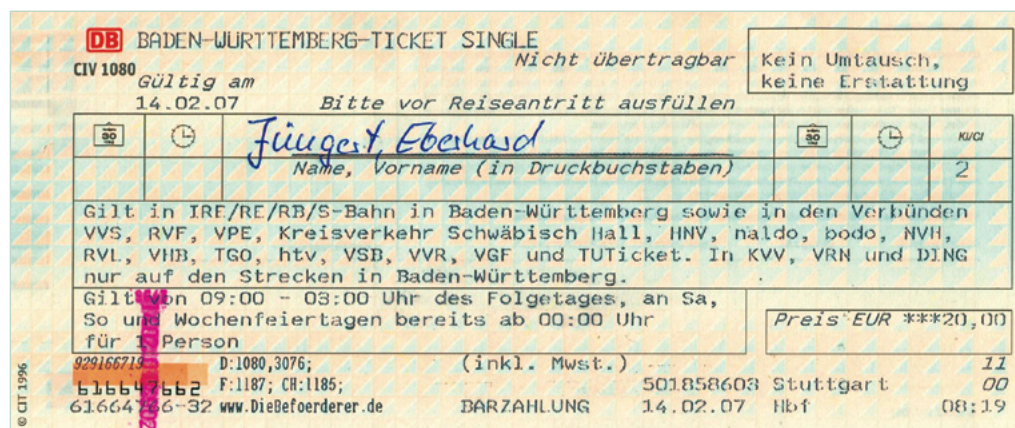 DB BADEN-WÜRTTEMBERG-TICKET SINGLE
Nicht übertragbar
Kein Umtausch,
keine Erstattung
CIV 1080
Gültig am
14.02.07 Bitte vor Reiseantritt ausfüllen
Jüngert, Eberhard
Kl/Cl
Name, Vorname (in Druckbuchstaben)
2
Gilt in IRE/RE/RB/S-Bahn in Baden-Württemberg sowie in den Verbünden
VVS, RVF, VPE, Kreisverkehr Schwäbisch Hall, HNV, naldo, bodo, NVH,
RVL, VHB, TGO, htv, VSB, VVR, VGF und TUTicket. In KVV, VRN und DING
nur auf den Strecken in Baden-Württemberg.
Gilt von 09:00 - 03:00 Uhr des Folgetages, an Sa,
So und Wochenfeiertagen bereits ab 00:00 Uhr
für 1 Person
Preis EUR ***20,00
929166719 D:1080,3076; (inkl. Mwst.) 11
F:1187; CH:1185; 501858603 Stuttgart 00
61664766-32 www.DieBefoerderer.de BARZAHLUNG 14.02.07 Hbf 08:19
© CIT 1996